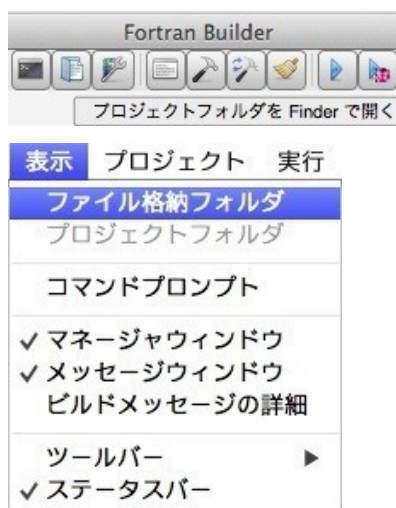 Fortran Builder
プロジェクトフォルダを Finder で開く
表示 プロジェクト 実行
ファイル格納フォルダ
プロジェクトフォルダ
コマンドプロンプト
✓ マネージャウィンドウ
✓ メッセージウィンドウ
ビルドメッセージの詳細
ツールバー ▶
✓ ステータスバー